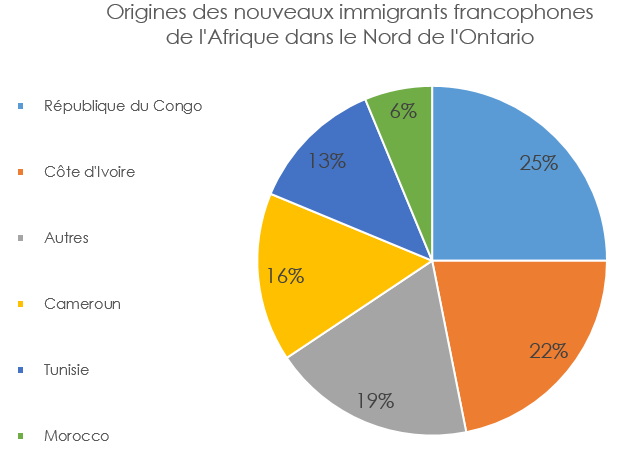 Origines des nouveaux immigrants francophones
de l'Afrique dans le Nord de l'Ontario
République du Congo
Côte d'Ivoire
Autres
Cameroun
Tunisie
Morocco
25%
22%
19%
16%
13%
6%